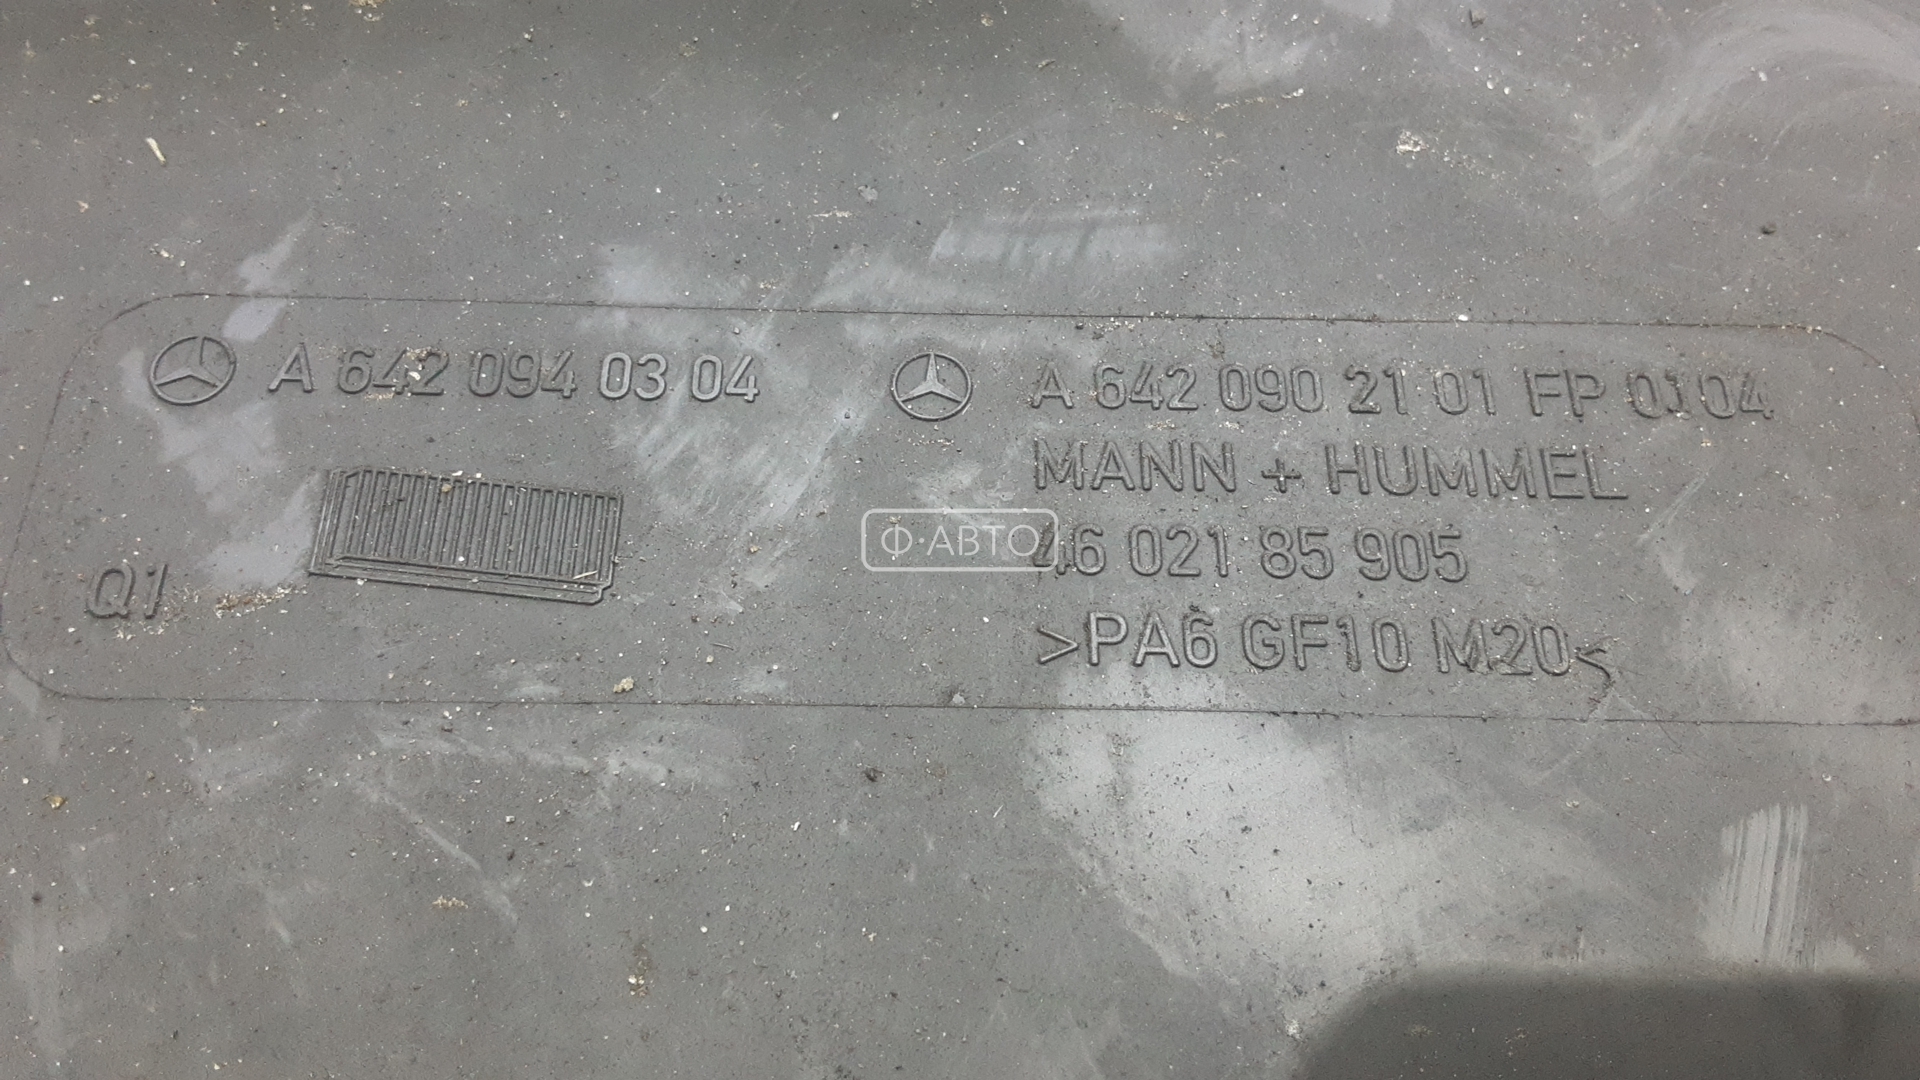 A 642 094 03 04
A 642 090 21 01 FP 0104
MANN + HUMMEL
46 021 85 905
>PA6 GF10 M20<
Q1
Ф·АВТО